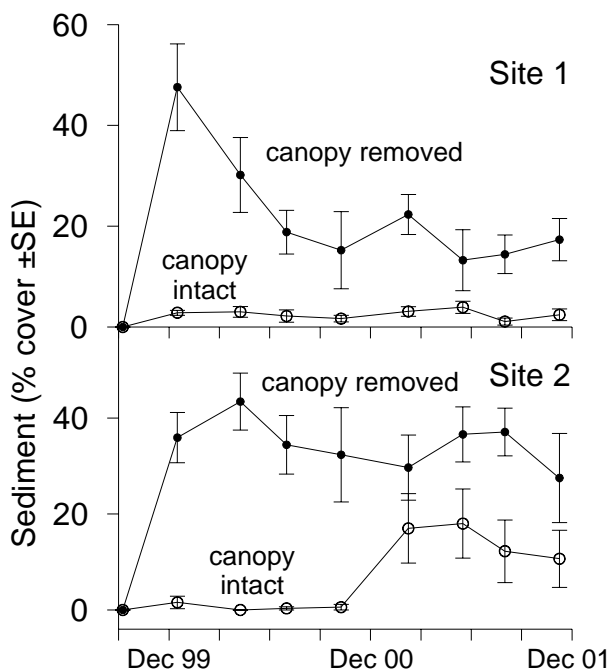 60
Site 1
40
canopy removed
20
canopy
intact
0
Sediment (% cover ±SE)
canopy removed
Site 2
40
20
canopy
intact
0
Dec 99 Dec 00 Dec 01